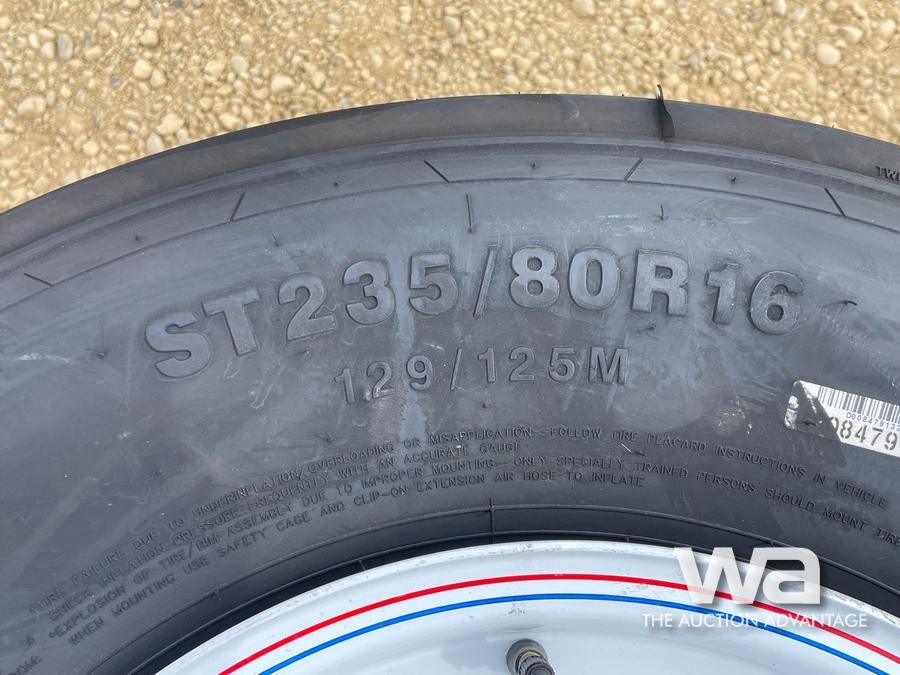 ST235/80R16
129/125M
D00847913
08479
TIRE FAILURE DUE TO UNDERINFLATION/OVERLOADING OR MISAPPLICATION—FOLLOW TIRE PLACARD INSTRUCTIONS IN VEHICLE
CHECK INFLATION PRESSURE FREQUENTLY WITH AN ACCURATE GAUGE
•EXPLOSION OF TIRE/RIM ASSEMBLY DUE TO IMPROPER MOUNTING—ONLY SPECIALLY TRAINED PERSONS SHOULD MOUNT TIRE
WHEN MOUNTING USE SAFETY CAGE AND CLIP-ON EXTENSION AIR HOSE TO INFLATE
wa
THE AUCTION ADVANTAGE